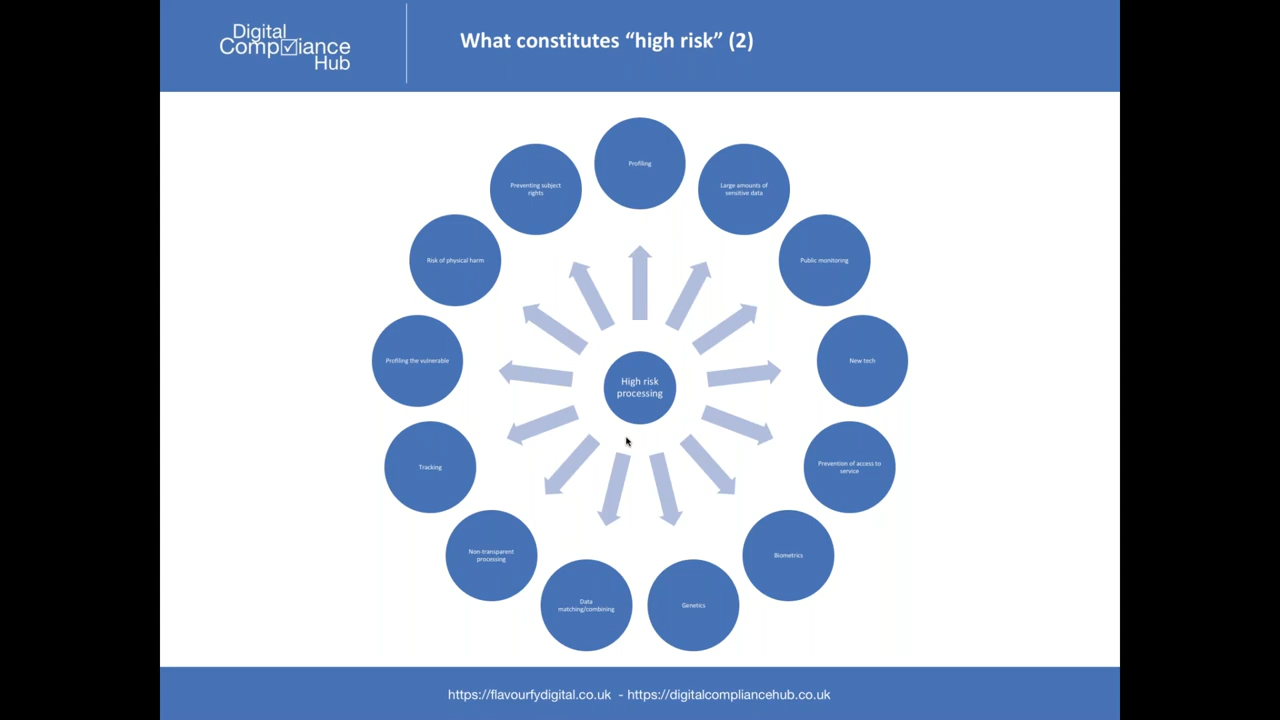 Digital
Compliance
Hub
What constitutes “high risk” (2)
Profiling
Large amounts of
sensitive data
Public monitoring
New tech
Prevention of access to
service
Biometrics
Genetics
Data
matching/combining
Non-transparent
processing
Tracking
Profiling the vulnerable
Risk of physical harm
Preventing subject
rights
High risk
processing
https://flavourfydigital.co.uk - https://digitalcompliancehub.co.uk